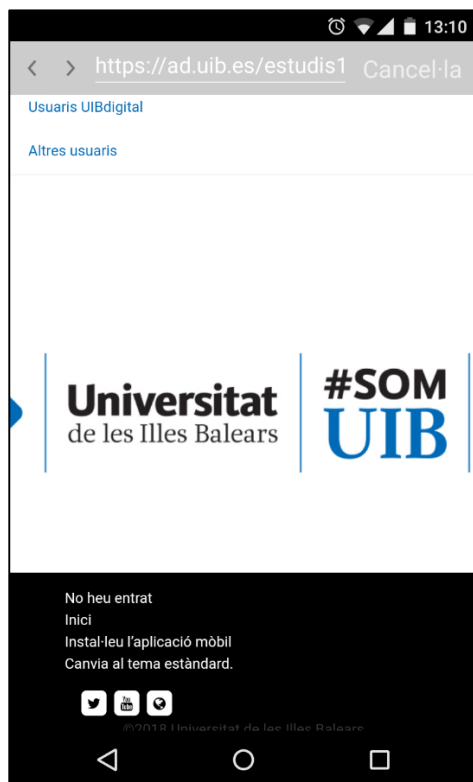 13:10
https://ad.uib.es/estudis1 Cancel·la
Usuaris UIBdigital
Altres usuaris
Universitat
de les Illes Balears
#SOM
UIB
No heu entrat
Inici
Instal·leu l'aplicació mòbil
Canvia al tema estàndard.
You
Tube
©2018 Universitat de les Illes Balears